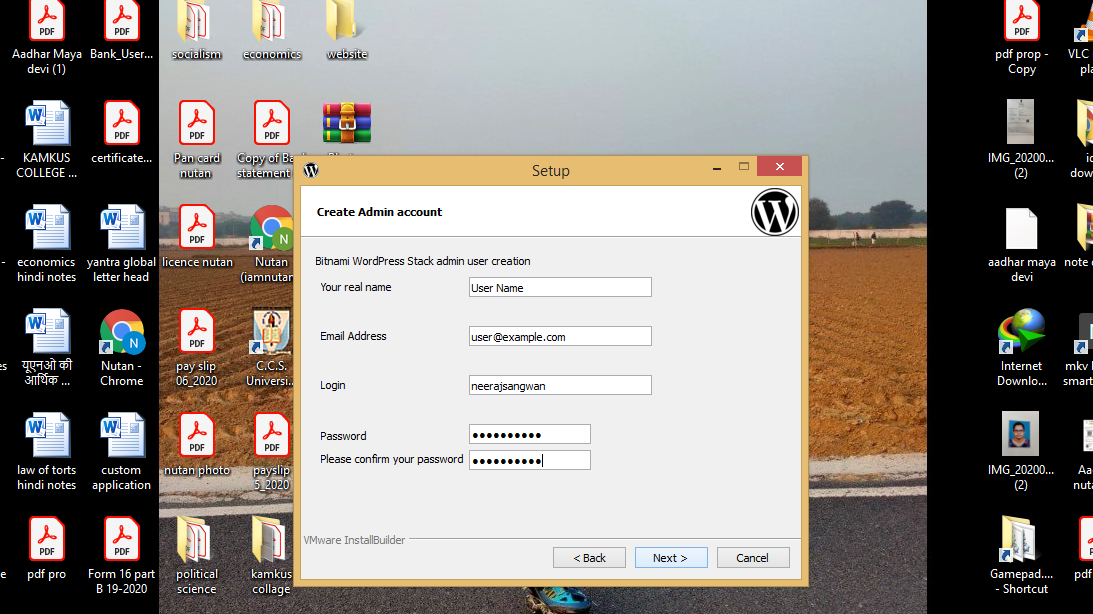 Aadhar Maya
devi (1)
Bank_User...
socialism
economics
website
pdf prop -
Copy
VLC
KAMKUS
COLLEGE ...
certificate...
Pan card
nutan
Copy of Ba
statement
IMG_20200...
(2)
economics
hindi notes
yantra global
letter head
licence nutan
Nutan
(iamnutan
aadhar maya
devi
note
यूएनओ की
आर्थिक ...
Nutan -
Chrome
pay slip
06_2020
C.C.S.
Universi...
Internet
Downlo...
mkv
smart
law of torts
hindi notes
custom
application
nutan photo
payslip
5_2020
IMG_20200...
(2)
Aa
nut
pdf pro
Form 16 part
B 19-2020
political
science
kamkus
collage
Gamepad....
- Shortcut
pdf
Setup
Create Admin account
Bitnami WordPress Stack admin user creation
Your real name
User Name
Email Address
user@example.com
Login
neerajsangwan
Password
●●●●●●●●●●
Please confirm your password
●●●●●●●●●●
VMware InstallBuilder
< Back
Next >
Cancel